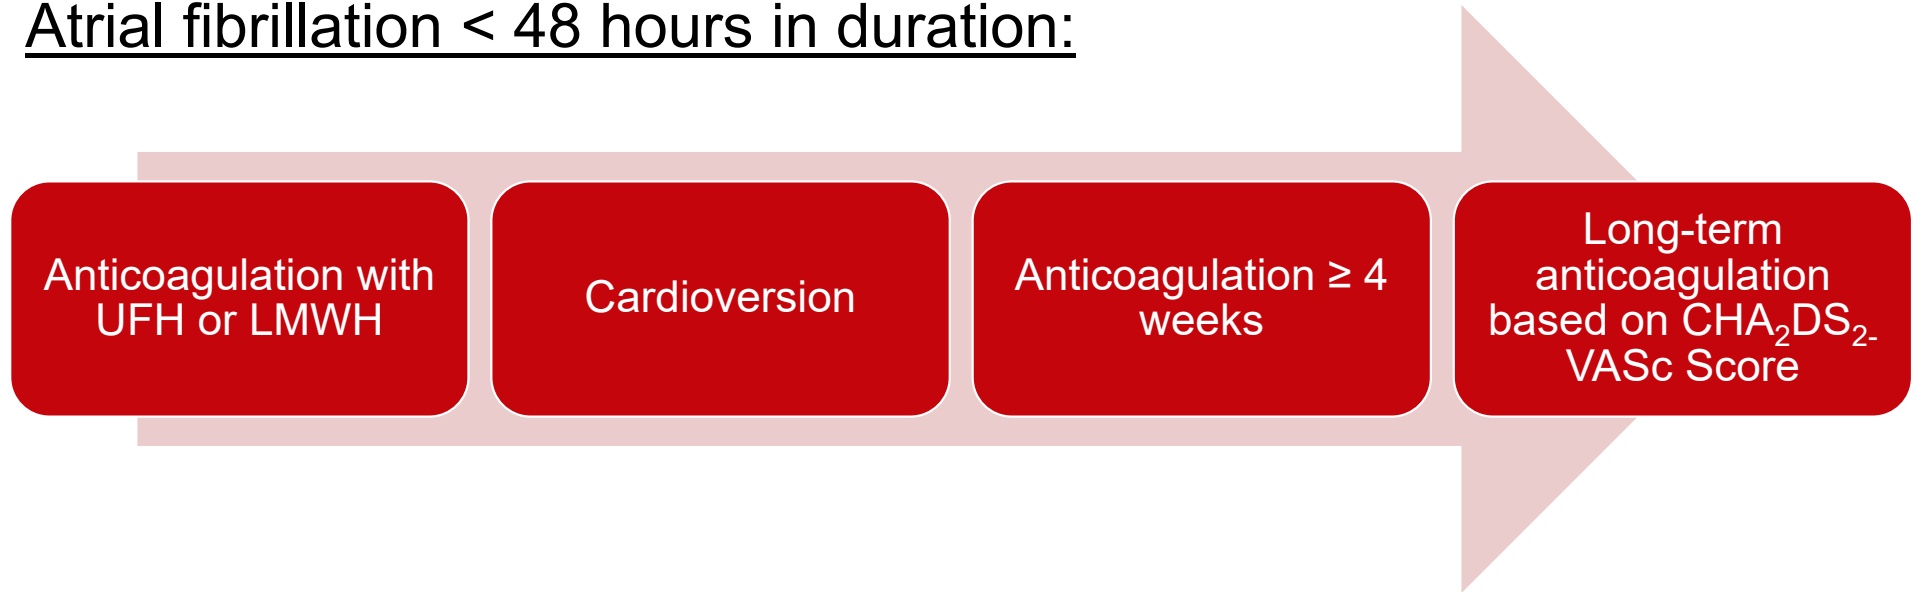 Atrial fibrillation < 48 hours in duration:
Anticoagulation with
UFH or LMWH
Cardioversion
Anticoagulation ≥ 4
weeks
Long-term
anticoagulation
based on CHA₂DS₂-
VASc Score